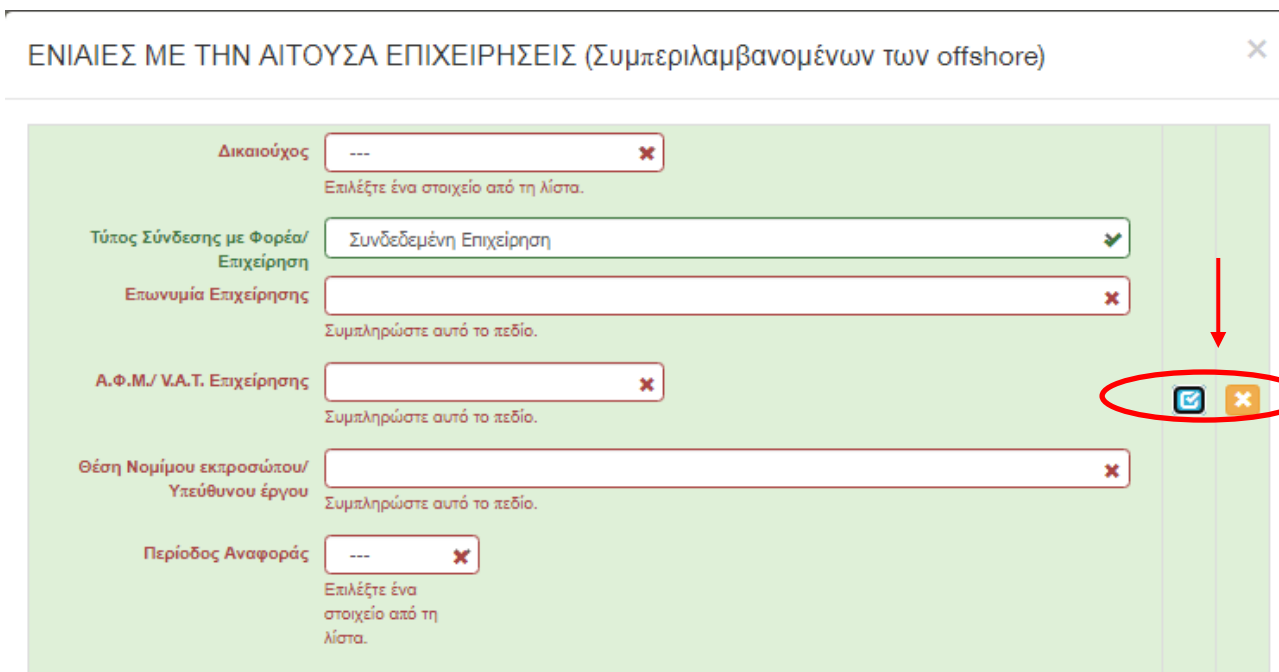 ΕΝΙΑΙΕΣ ΜΕ ΤΗΝ ΑΙΤΟΥΣΑ ΕΠΙΧΕΙΡΗΣΕΙΣ (Συμπεριλαμβανομένων των offshore)
Δικαιούχος
---
Επιλέξτε ένα στοιχείο από τη λίστα.
Τύπος Σύνδεσης με Φορέα/
Επιχείρηση
Συνδεδεμένη Επιχείρηση
Επωνυμία Επιχείρησης
Συμπληρώστε αυτό το πεδίο.
Α.Φ.Μ./ V.A.T. Επιχείρησης
Συμπληρώστε αυτό το πεδίο.
Θέση Νομίμου εκπροσώπου/
Υπεύθυνου έργου
Συμπληρώστε αυτό το πεδίο.
Περίοδος Αναφοράς
---
Επιλέξτε ένα
στοιχείο από τη
λίστα.